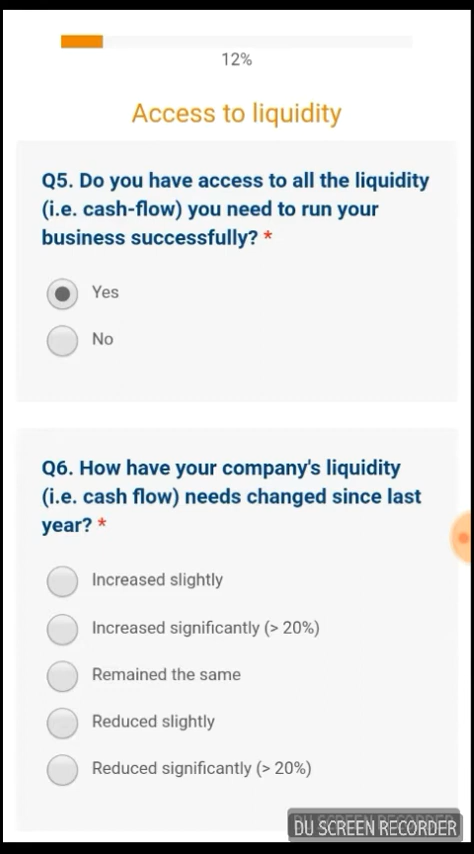 12%
Access to liquidity
Q5. Do you have access to all the liquidity
(i.e. cash-flow) you need to run your
business successfully? *
Yes
No
Q6. How have your company's liquidity
(i.e. cash flow) needs changed since last
year? *
Increased slightly
Increased significantly (> 20%)
Remained the same
Reduced slightly
Reduced significantly (> 20%)
DU SCREEN RECORDER